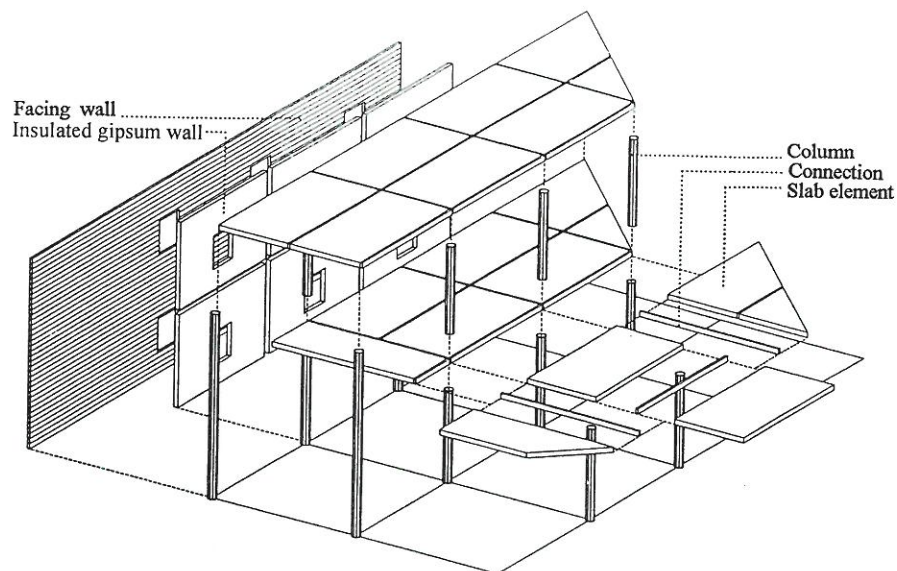 Facing wall
Insulated gipsum wall
Column
Connection
Slab element